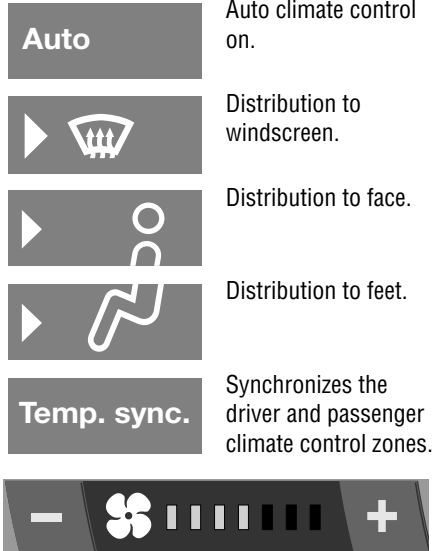 Auto
Auto climate control
on.
Distribution to
windscreen.
Distribution to face.
Distribution to feet.
Temp. sync.
Synchronizes the
driver and passenger
climate control zones.